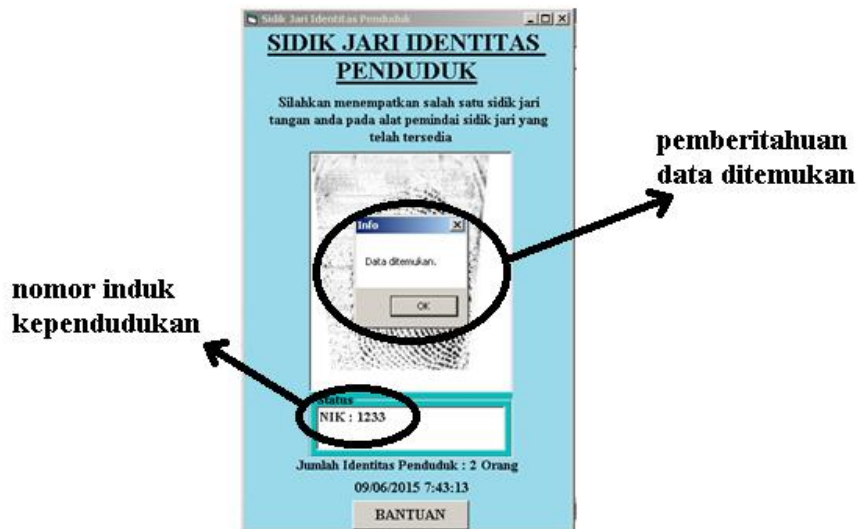 Sidik Jari Identitas Penduduk
SIDIK JARI IDENTITAS
PENDUDUK
Silahkan menempatkan salah satu sidik jari
tangan anda pada alat pemindai sidik jari yang
telah tersedia
pemberitahuan
data ditemukan
Info
Data ditemukan.
OK
nomor induk
kependudukan
Status
NIK : 1233
Jumlah Identitas Penduduk : 2 Orang
09/06/2015 7:43:13
BANTUAN